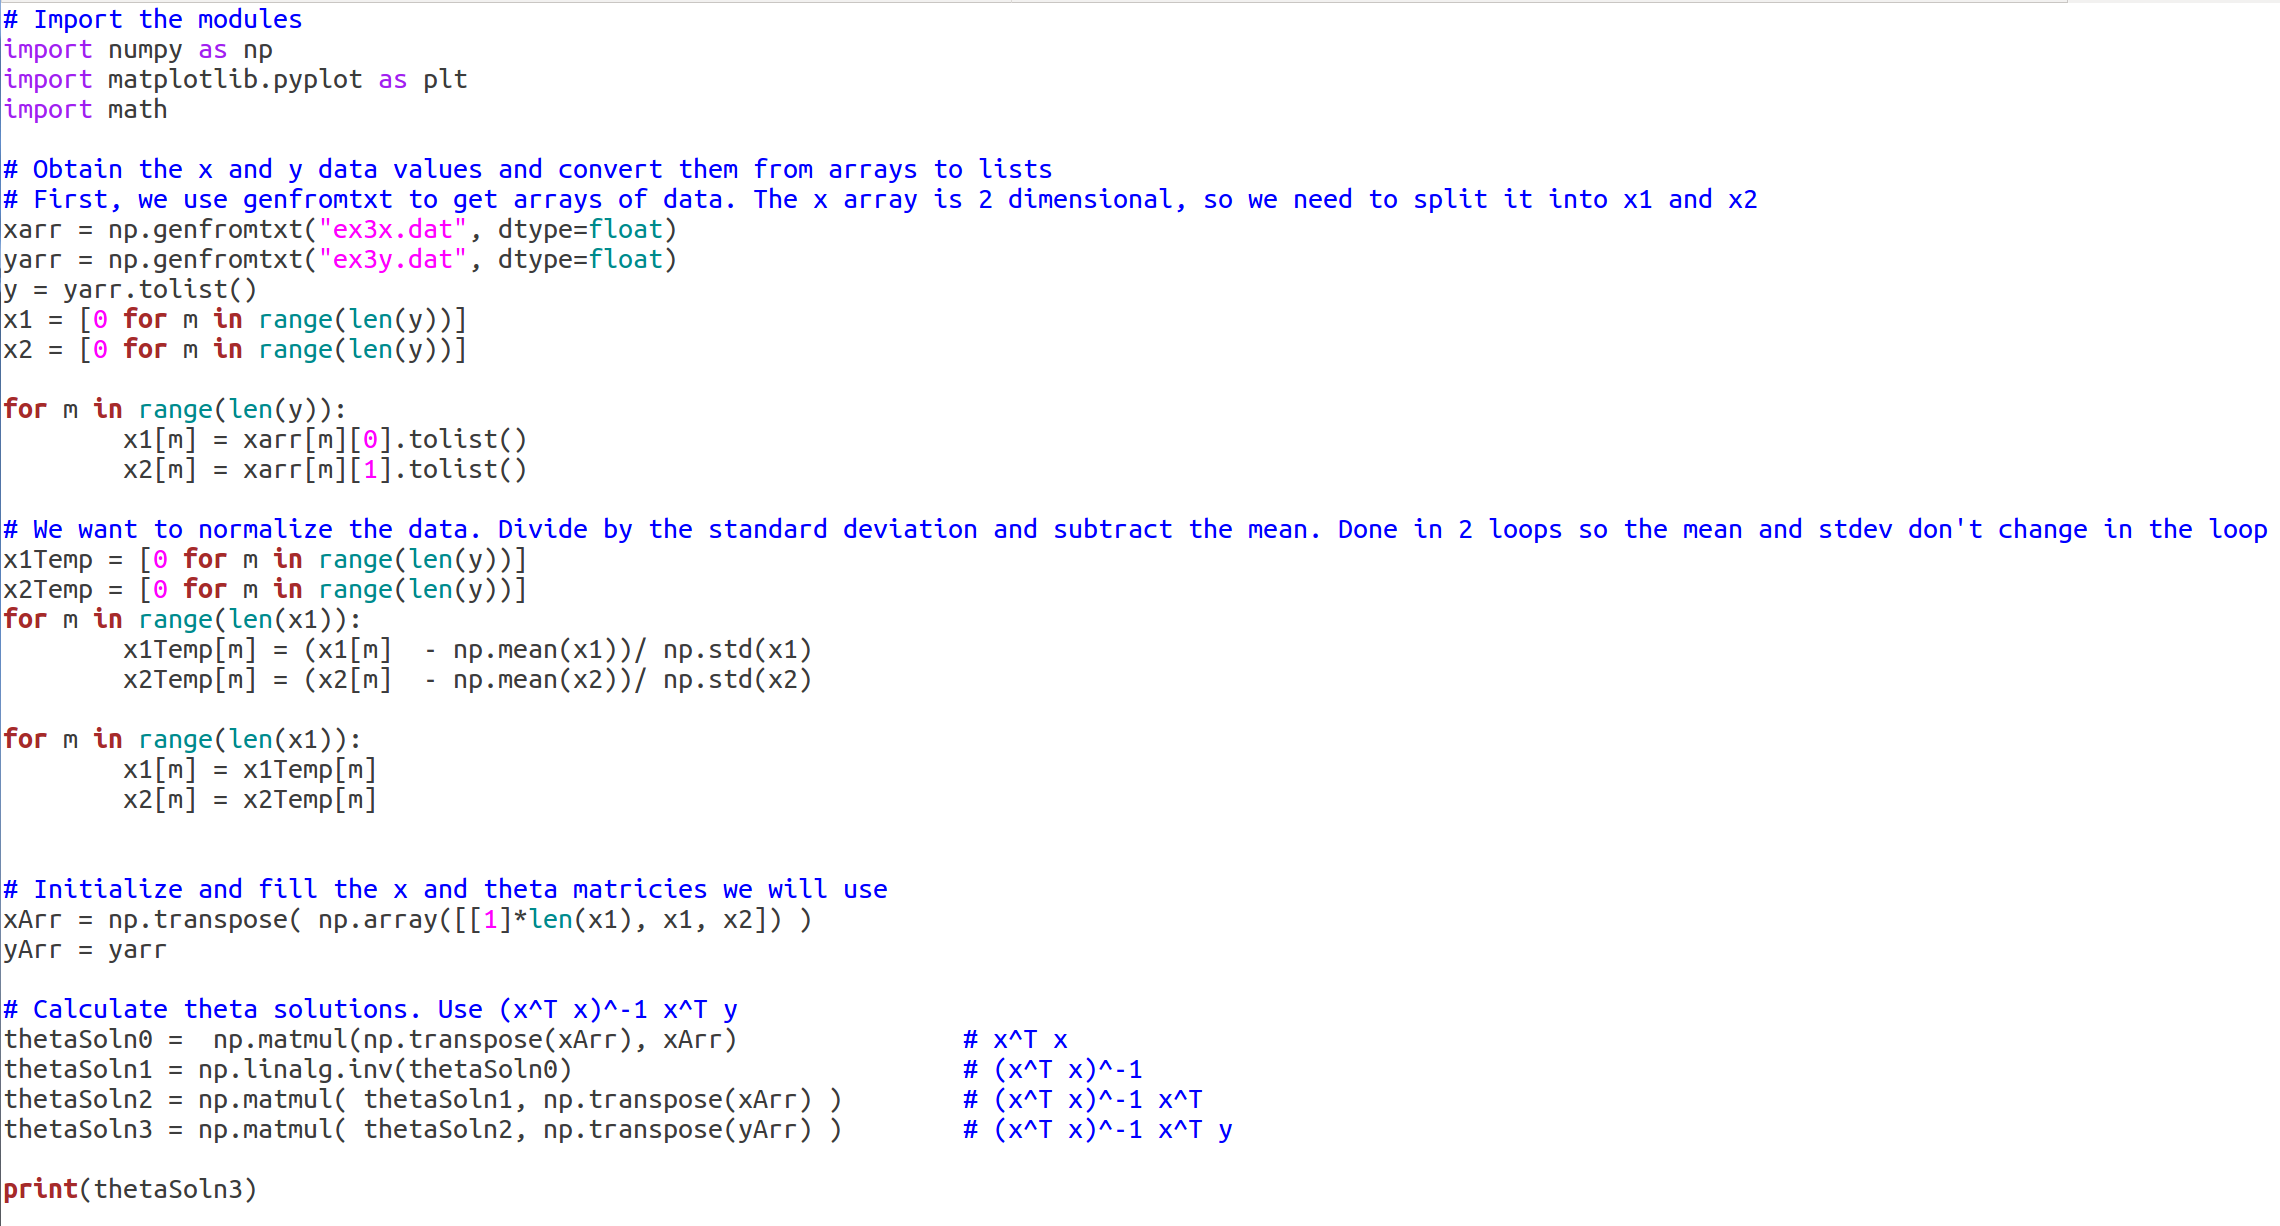 # Import the modules
import numpy as np
import matplotlib.pyplot as plt
import math
# Obtain the x and y data values and convert them from arrays to lists
# First, we use genfromtxt to get arrays of data. The x array is 2 dimensional, so we need to split it into x1 and x2
xarr = np.genfromtxt("ex3x.dat", dtype=float)
yarr = np.genfromtxt("ex3y.dat", dtype=float)
y = yarr.tolist()
x1 = [0 for m in range(len(y))]
x2 = [0 for m in range(len(y))]
for m in range(len(y)):
        x1[m] = xarr[m][0].tolist()
        x2[m] = xarr[m][1].tolist()
# We want to normalize the data. Divide by the standard deviation and subtract the mean. Done in 2 loops so the mean and stdev don't change in the loop
x1Temp = [0 for m in range(len(y))]
x2Temp = [0 for m in range(len(y))]
for m in range(len(x1)):
        x1Temp[m] = (x1[m]  - np.mean(x1))/ np.std(x1)
        x2Temp[m] = (x2[m]  - np.mean(x2))/ np.std(x2)
for m in range(len(x1)):
        x1[m] = x1Temp[m]
        x2[m] = x2Temp[m]
# Initialize and fill the x and theta matricies we will use
xArr = np.transpose( np.array([[1]*len(x1), x1, x2]) )
yArr = yarr
# Calculate theta solutions. Use (x^T x)^-1 x^T y
thetaSoln0 =  np.matmul(np.transpose(xArr), xArr)               # x^T x
thetaSoln1 = np.linalg.inv(thetaSoln0)                          # (x^T x)^-1
thetaSoln2 = np.matmul( thetaSoln1, np.transpose(xArr) )        # (x^T x)^-1 x^T
thetaSoln3 = np.matmul( thetaSoln2, np.transpose(yArr) )        # (x^T x)^-1 x^T y
print(thetaSoln3)